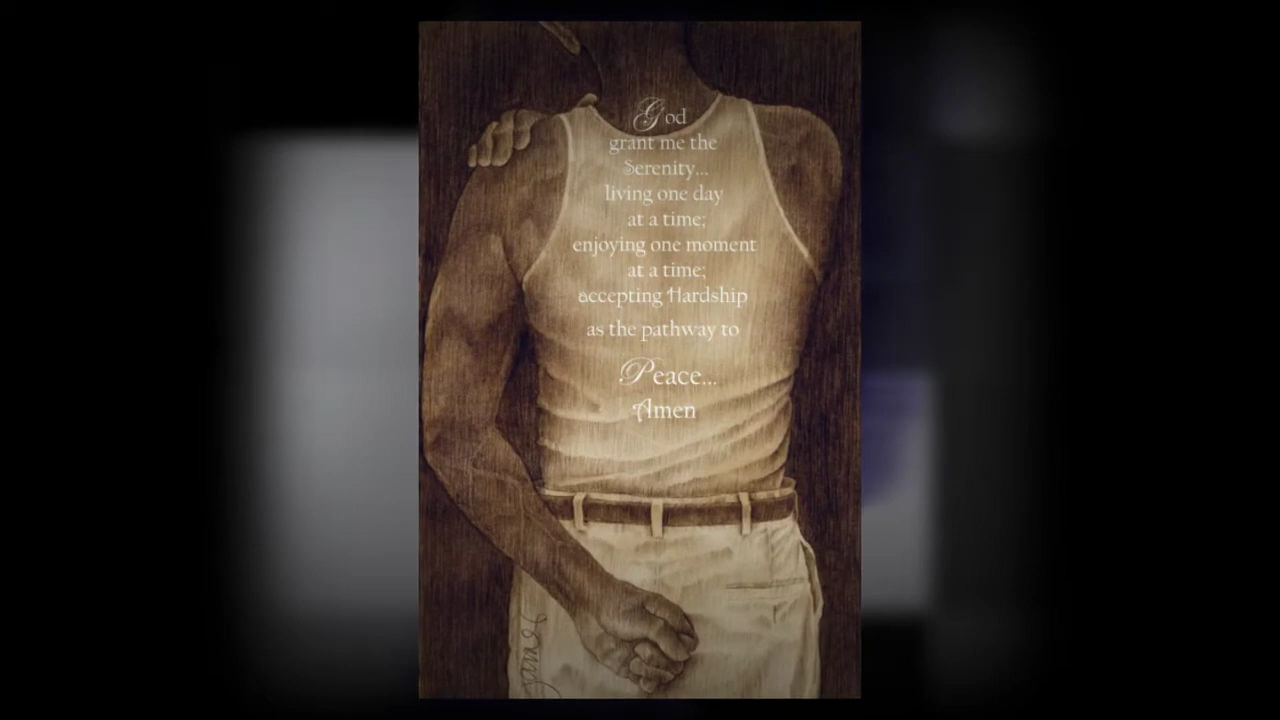 God
grant me the
Serenity...
living one day
at a time;
enjoying one moment
at a time;
accepting Hardship
as the pathway to
Peace...
Amen